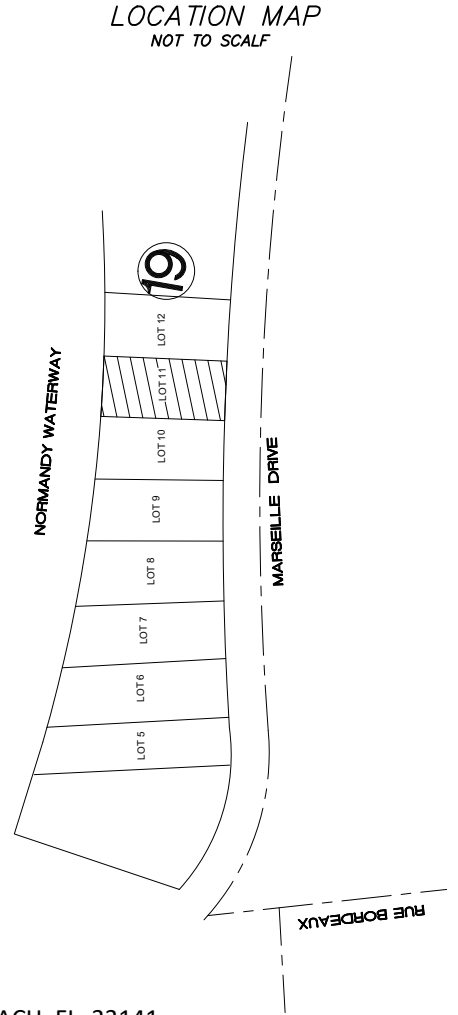 LOCATION MAP
NOT TO SCALF
19
LOT 12
LOT 11
LOT 10
LOT 9
LOT 8
LOT 7
LOT 6
LOT 5
NORMANDY WATERWAY
MARSEILLE DRIVE
RUE BORDEAUX